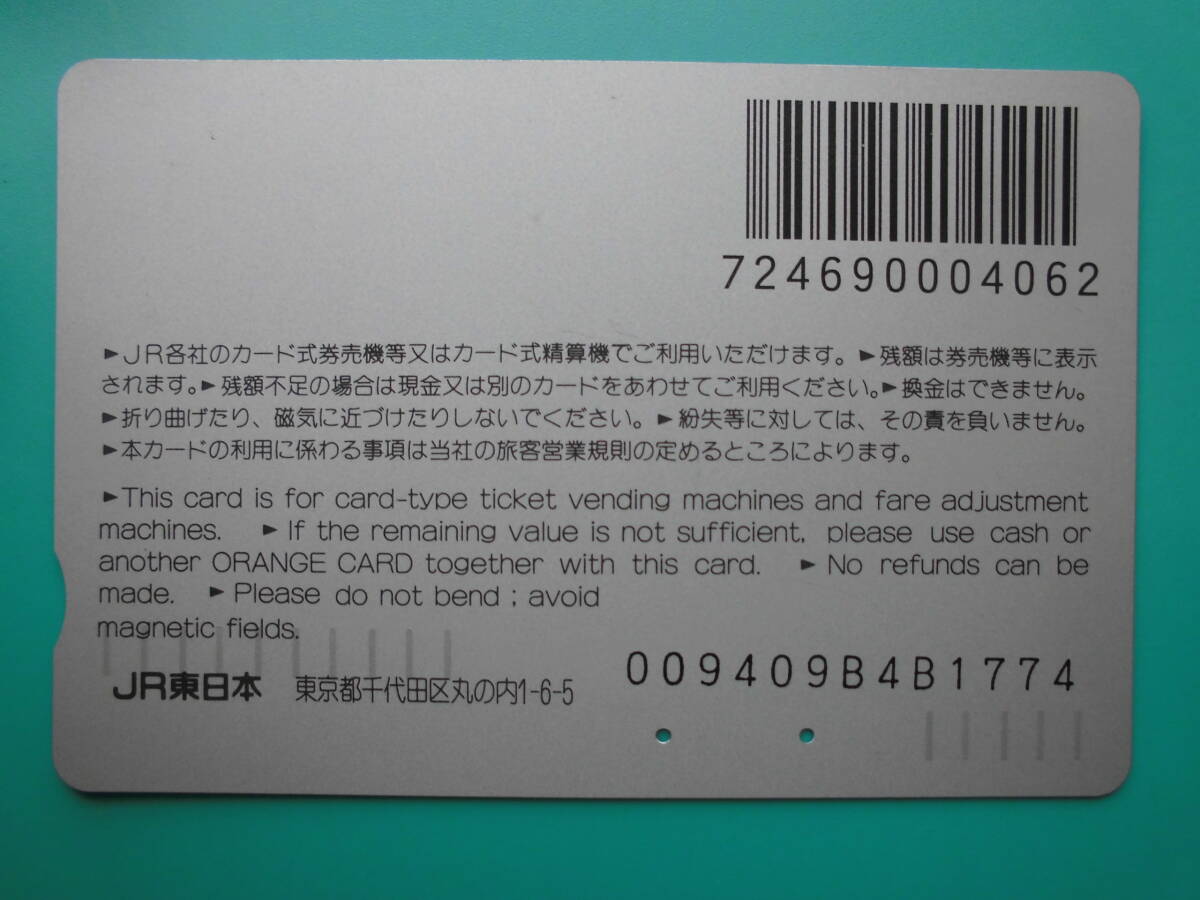 724690004062
►JR各社のカード式券売機等又はカード式精算機でご利用いただけます。►残額は券売機等に表示
されます。►残額不足の場合は現金又は別のカードをあわせてご利用ください。►換金はできません。
►折り曲げたり、磁気に近づけたりしないでください。►紛失等に対しては、その責を負いません。
►本カードの利用に係わる事項は当社の旅客営業規則の定めるところによります。
►This card is for card-type ticket vending machines and fare adjustment
machines. ►If the remaining value is not sufficient, please use cash or
another ORANGE CARD together with this card. ►No refunds can be
made. ►Please do not bend ; avoid
magnetic fields.
009409B4B1774
JR東日本 東京都千代田区丸の内1-6-5